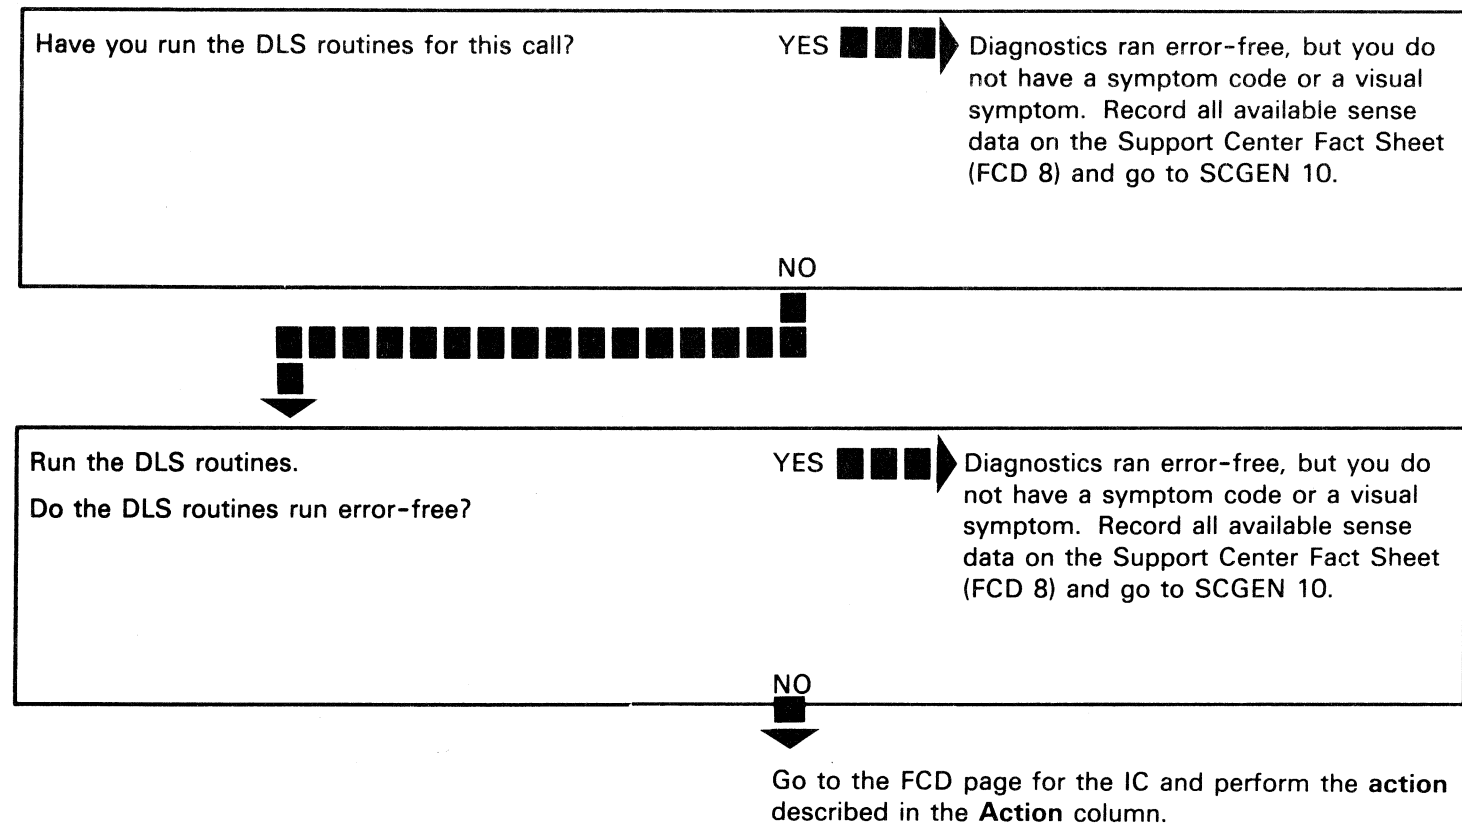 Have you run the DLS routines for this call?
YES
Diagnostics ran error-free, but you do
not have a symptom code or a visual
symptom. Record all available sense
data on the Support Center Fact Sheet
(FCD 8) and go to SCGEN 10.
NO
Run the DLS routines.
Do the DLS routines run error-free?
YES
Diagnostics ran error-free, but you do
not have a symptom code or a visual
symptom. Record all available sense
data on the Support Center Fact Sheet
(FCD 8) and go to SCGEN 10.
NO
Go to the FCD page for the IC and perform the action
described in the Action column.